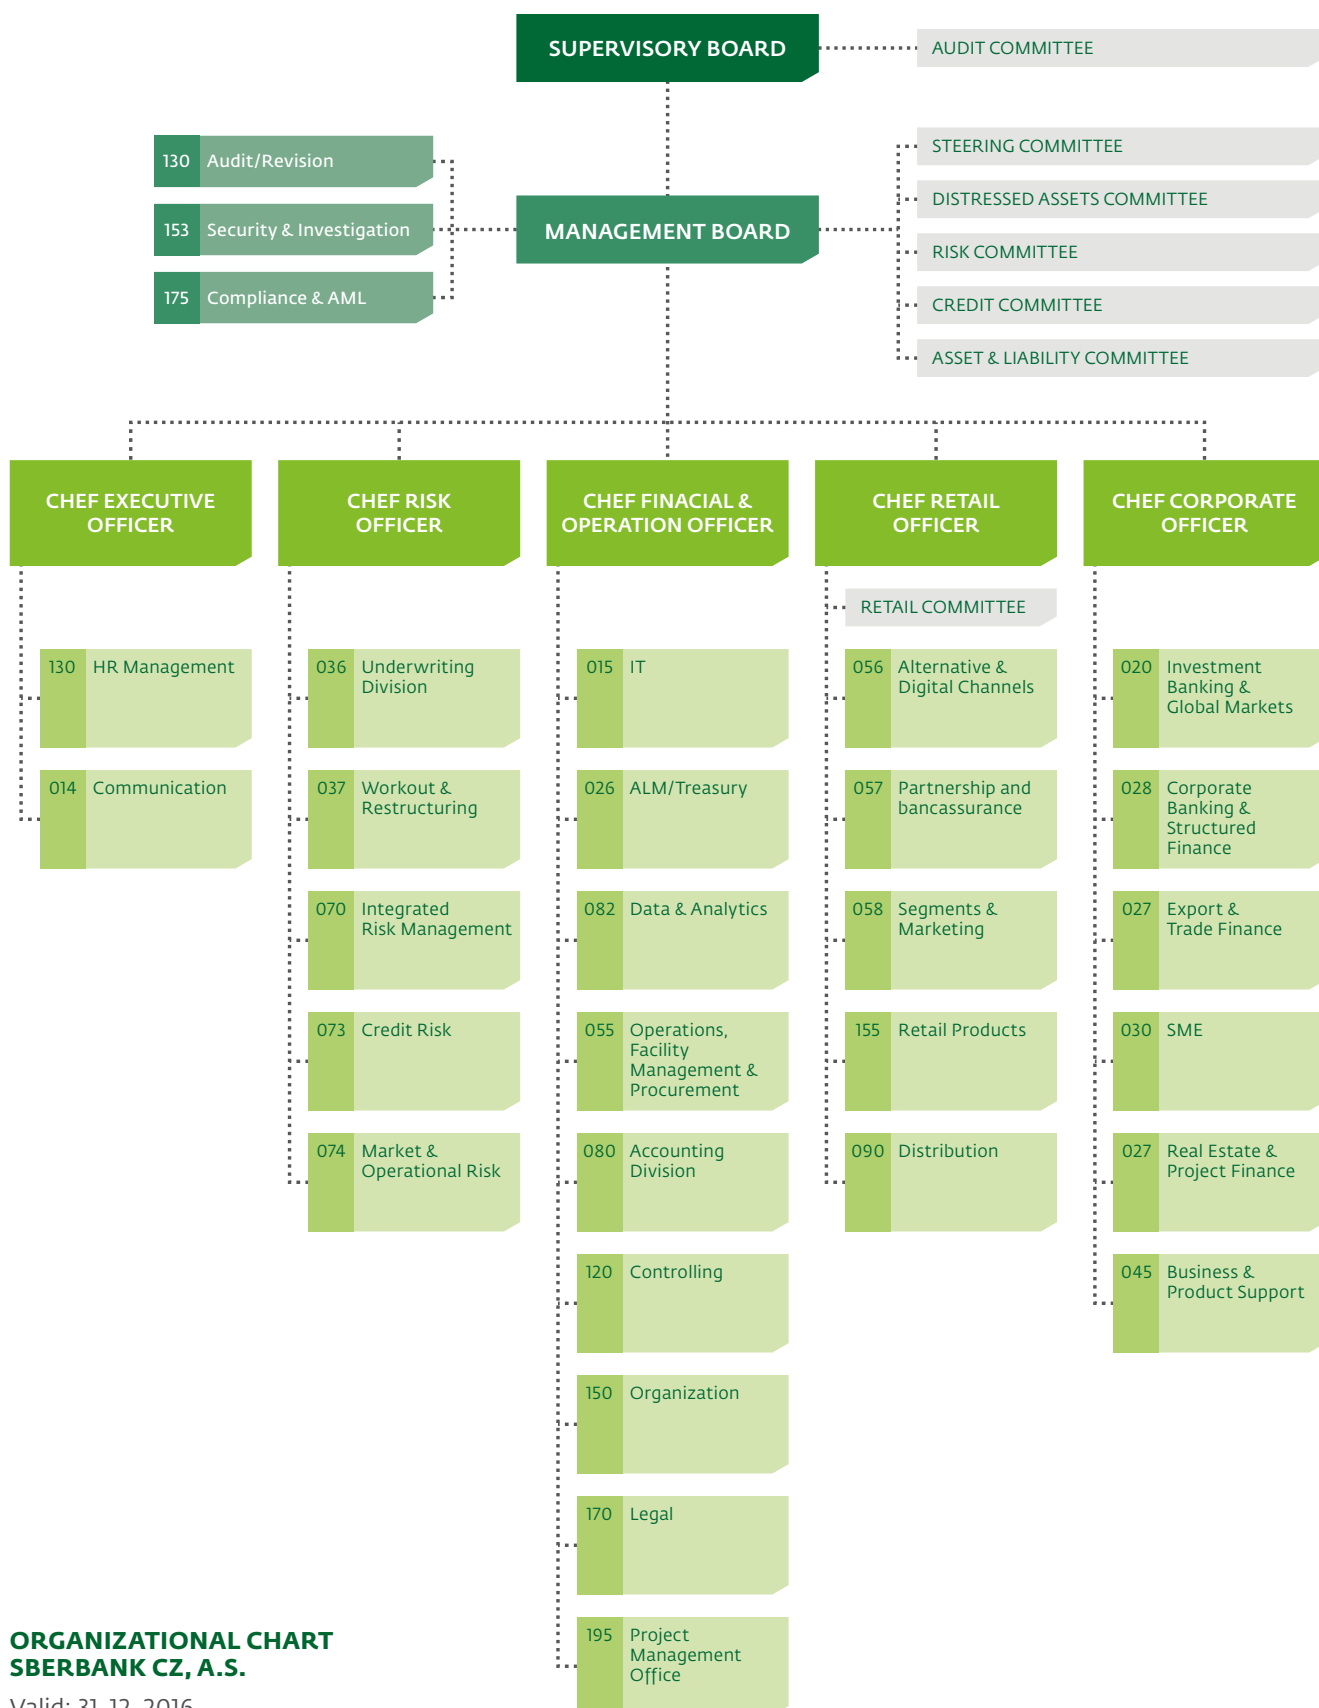 SUPERVISORY BOARD
AUDIT COMMITTEE
130 Audit/Revision
153 Security & Investigation
175 Compliance & AML
MANAGEMENT BOARD
STEERING COMMITTEE
DISTRESSED ASSETS COMMITTEE
RISK COMMITTEE
CREDIT COMMITTEE
ASSET & LIABILITY COMMITTEE
CHEF EXECUTIVE
OFFICER
130 HR Management
014 Communication
CHEF RISK
OFFICER
036 Underwriting
Division
037 Workout &
Restructuring
070 Integrated
Risk Management
073 Credit Risk
074 Market &
Operational Risk
CHEF FINACIAL &
OPERATION OFFICER
015 IT
026 ALM/Treasury
082 Data & Analytics
055 Operations,
Facility
Management &
Procurement
080 Accounting
Division
120 Controlling
150 Organization
170 Legal
195 Project
Management
Office
CHEF RETAIL
OFFICER
RETAIL COMMITTEE
056 Alternative &
Digital Channels
057 Partnership and
bancassurance
058 Segments &
Marketing
155 Retail Products
090 Distribution
CHEF CORPORATE
OFFICER
020 Investment
Banking &
Global Markets
028 Corporate
Banking &
Structured
Finance
027 Export &
Trade Finance
030 SME
027 Real Estate &
Project Finance
045 Business &
Product Support
ORGANIZATIONAL CHART
SBERBANK CZ, A.S.
Valid: 31. 12. 2016